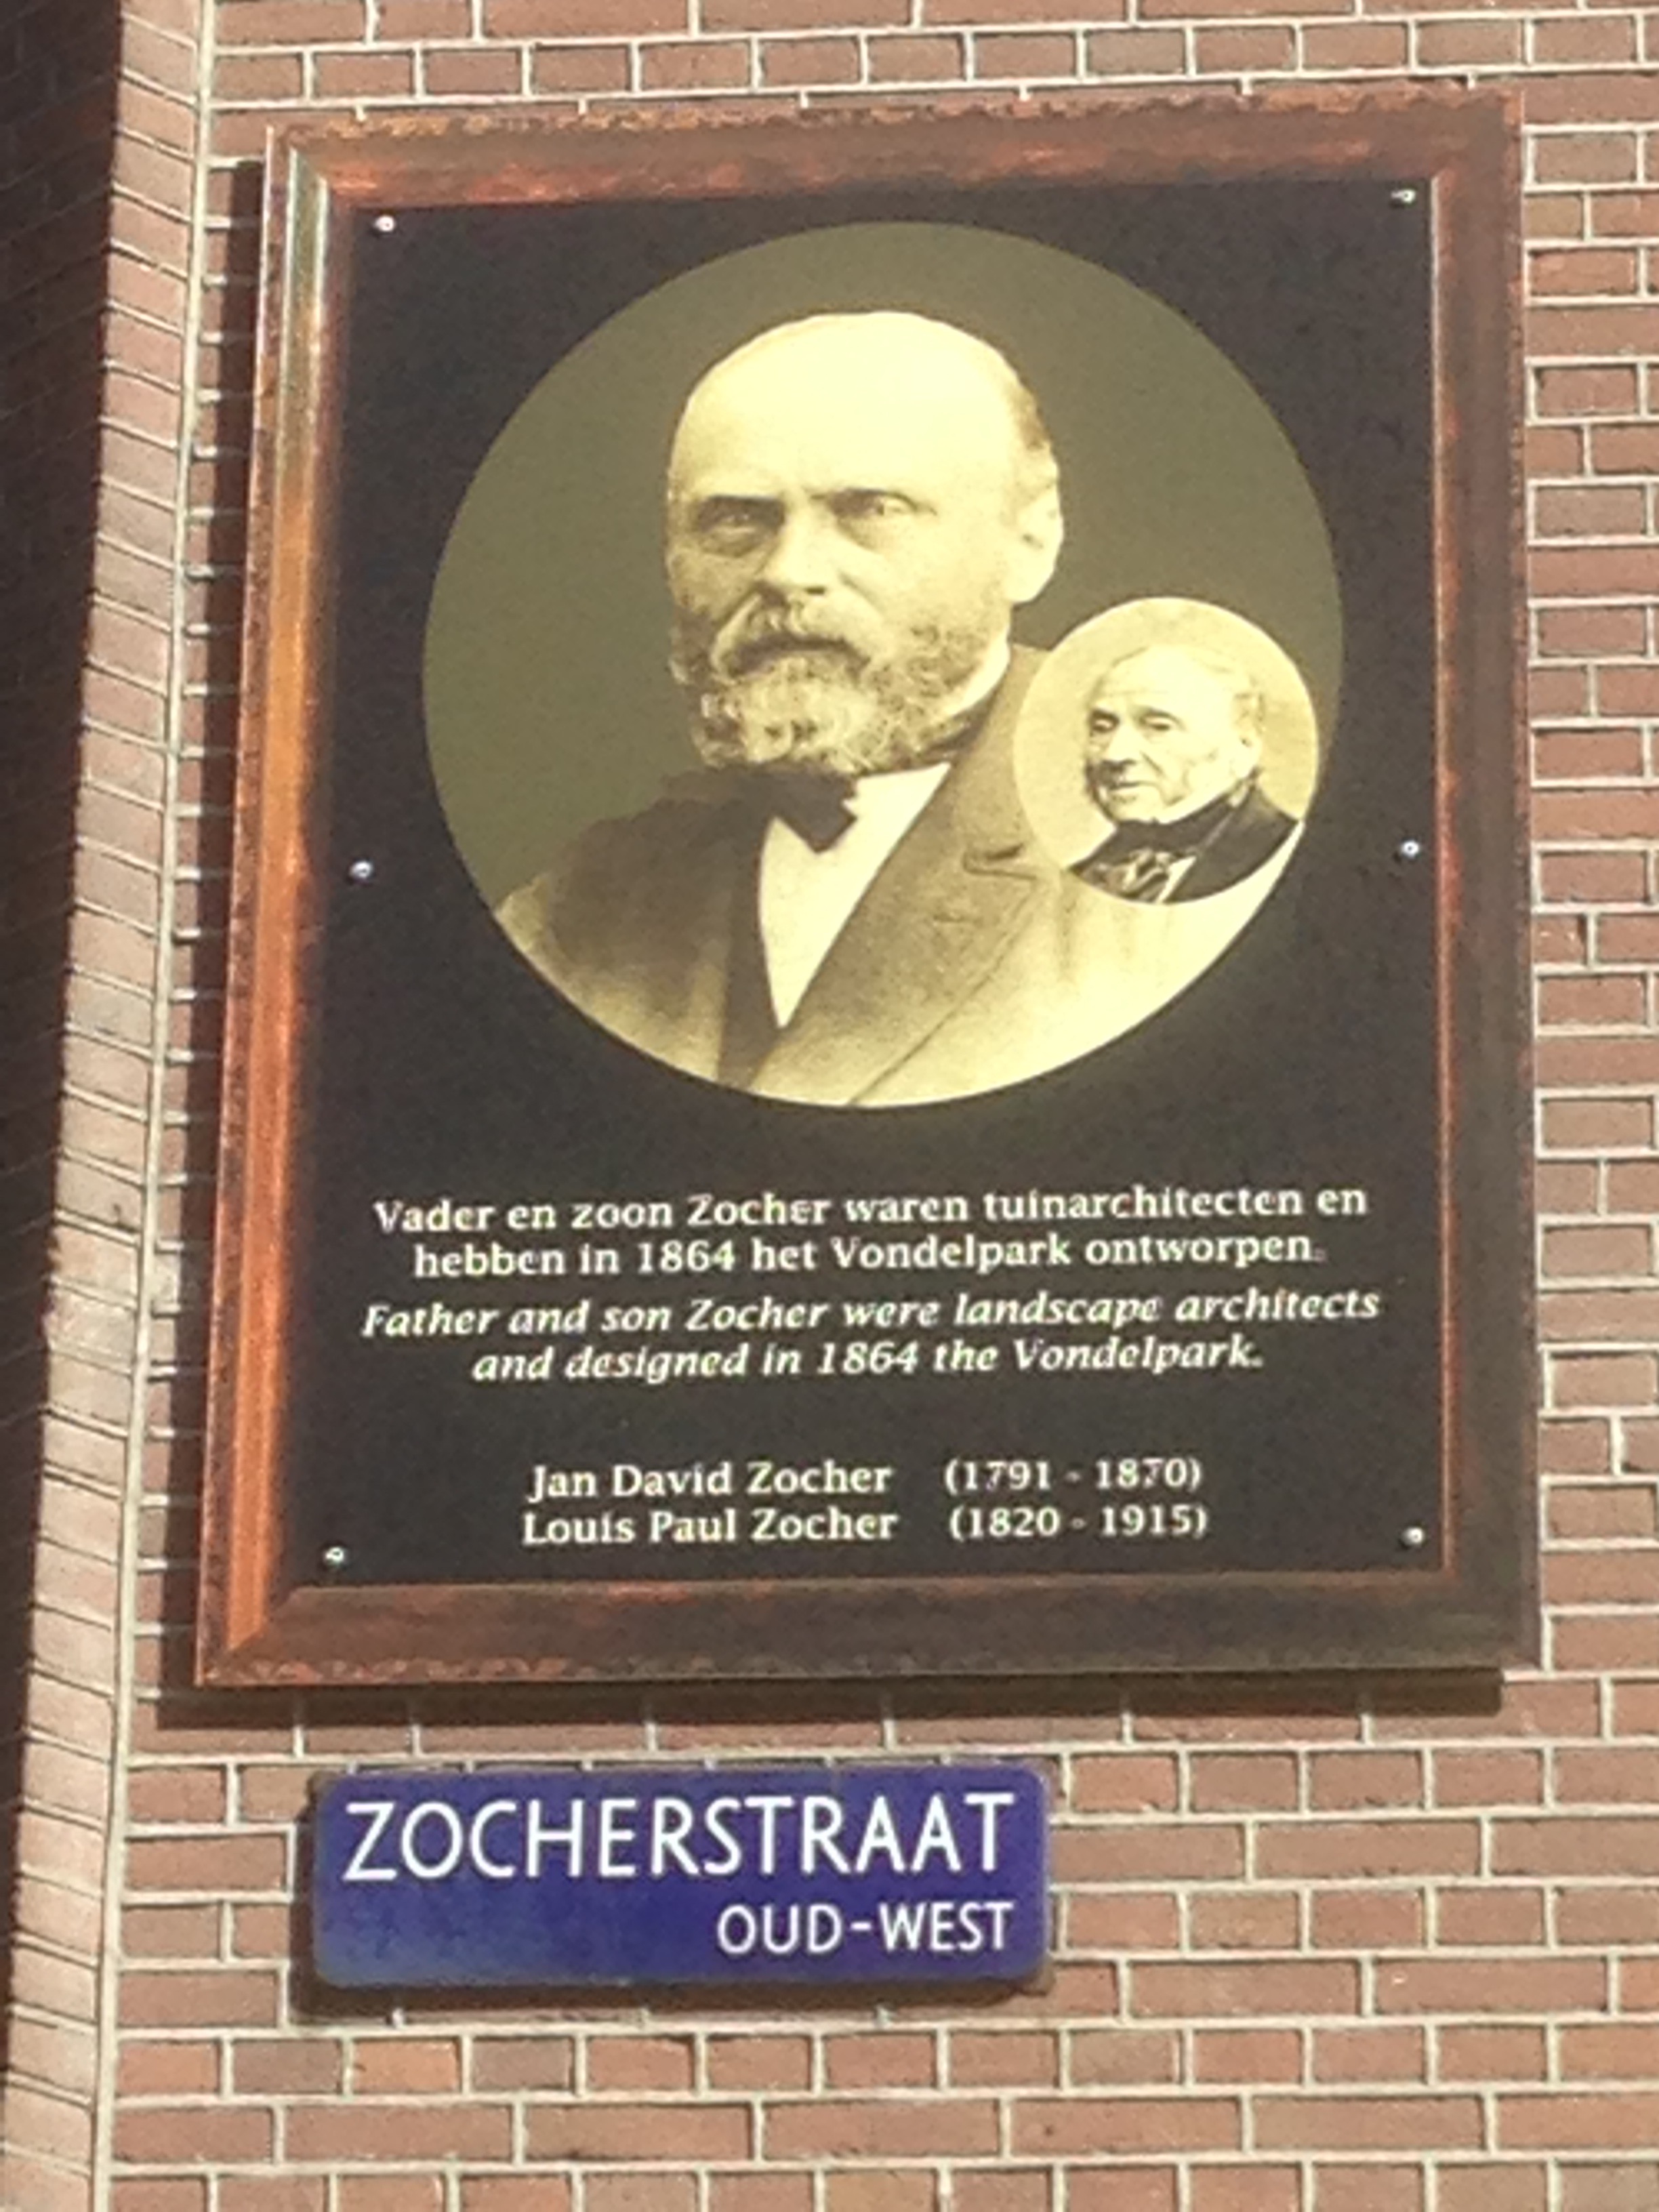 Vader en zoon Zocher waren tuinarchitecten en
hebben in 1864 het Vondelpark ontworpen.
Father and son Zocher were landscape architects
and designed in 1864 the Vondelpark.
Jan David Zocher (1791 - 1870)
Louis Paul Zocher (1820 - 1915)
ZOCHERSTRAAT
OUD-WEST